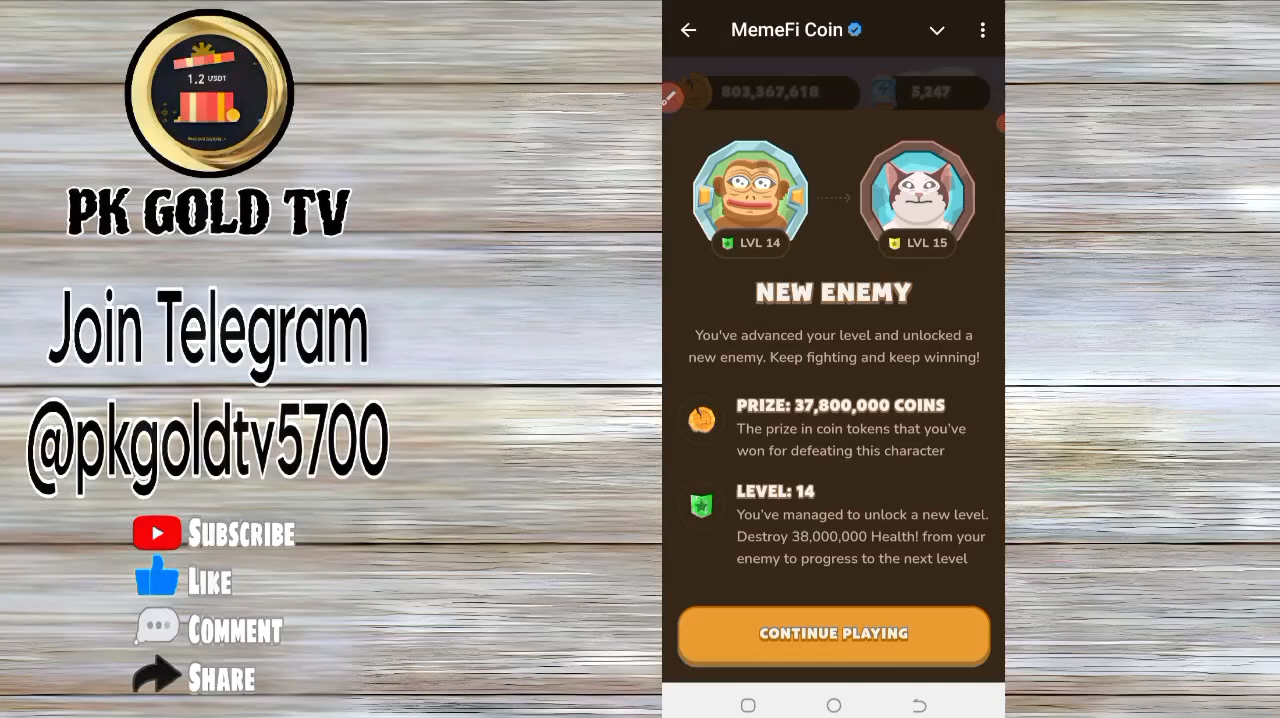 1.2 USDT
PK GOLD TV
Join Telegram
@pkgoldtv5700
SUBSCRIBE
LIKE
COMMENT
SHARE
MemeFi Coin
803,367,618
5,247
LVL 14
LVL 15
NEW ENEMY
You've advanced your level and unlocked a
new enemy. Keep fighting and keep winning!
PRIZE: 37,800,000 COINS
The prize in coin tokens that you've
won for defeating this character
LEVEL: 14
You've managed to unlock a new level.
Destroy 38,000,000 Health! from your
enemy to progress to the next level
CONTINUE PLAYING